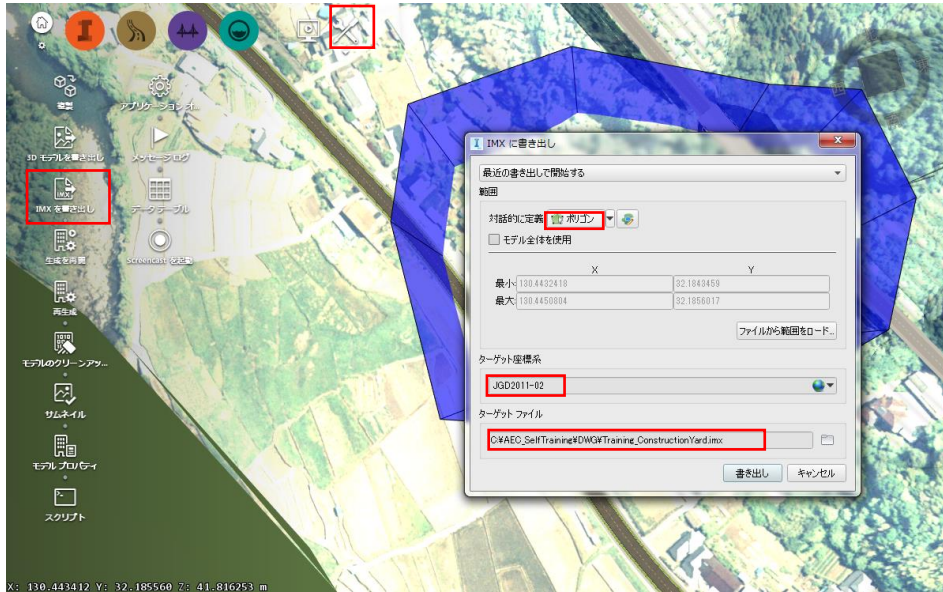 複製
アプリケーション オ...
3D モデルを書き出し
メッセージ ログ
IMX
IMX を書き出し
データ テーブル
生成を再開
Screencast を起動
再生成
モデルのクリーンアッ...
サムネイル
モデル プロパティ
スクリプト
IMX に書き出し
最近の書き出しで開始する
範囲
対話的に定義 ポリゴン
モデル全体を使用
X Y
最小: 130.4432418 32.1843459
最大: 130.4450804 32.1856017
ファイルから範囲をロード...
ターゲット座標系
JGD2011-02
ターゲット ファイル
C:¥AEC_SelfTraining¥DWG¥Training_ConstructionYard.imx
書き出し キャンセル
X: 130.443412 Y: 32.185560 Z: 41.816253 m